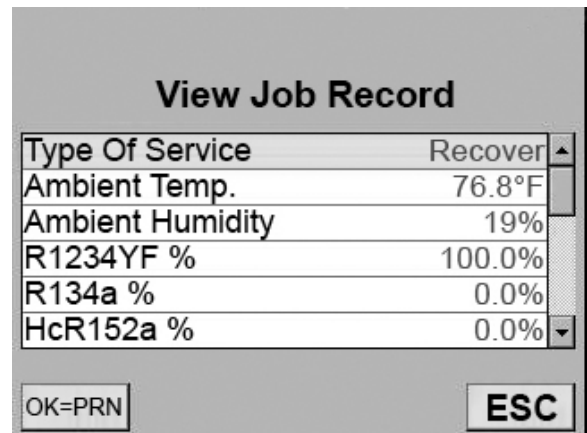 View Job Record
Type Of Service Recover
Ambient Temp. 76.8°F
Ambient Humidity 19%
R1234YF % 100.0%
R134a % 0.0%
HcR152a % 0.0%
OK=PRN ESC